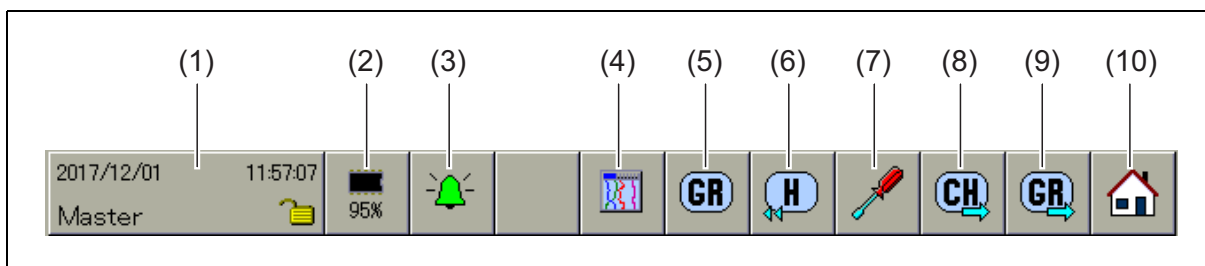 (1) (2) (3) (4) (5) (6) (7) (8) (9) (10)
2017/12/01 11:57:07
Master
95%
GR
H
CH
GR